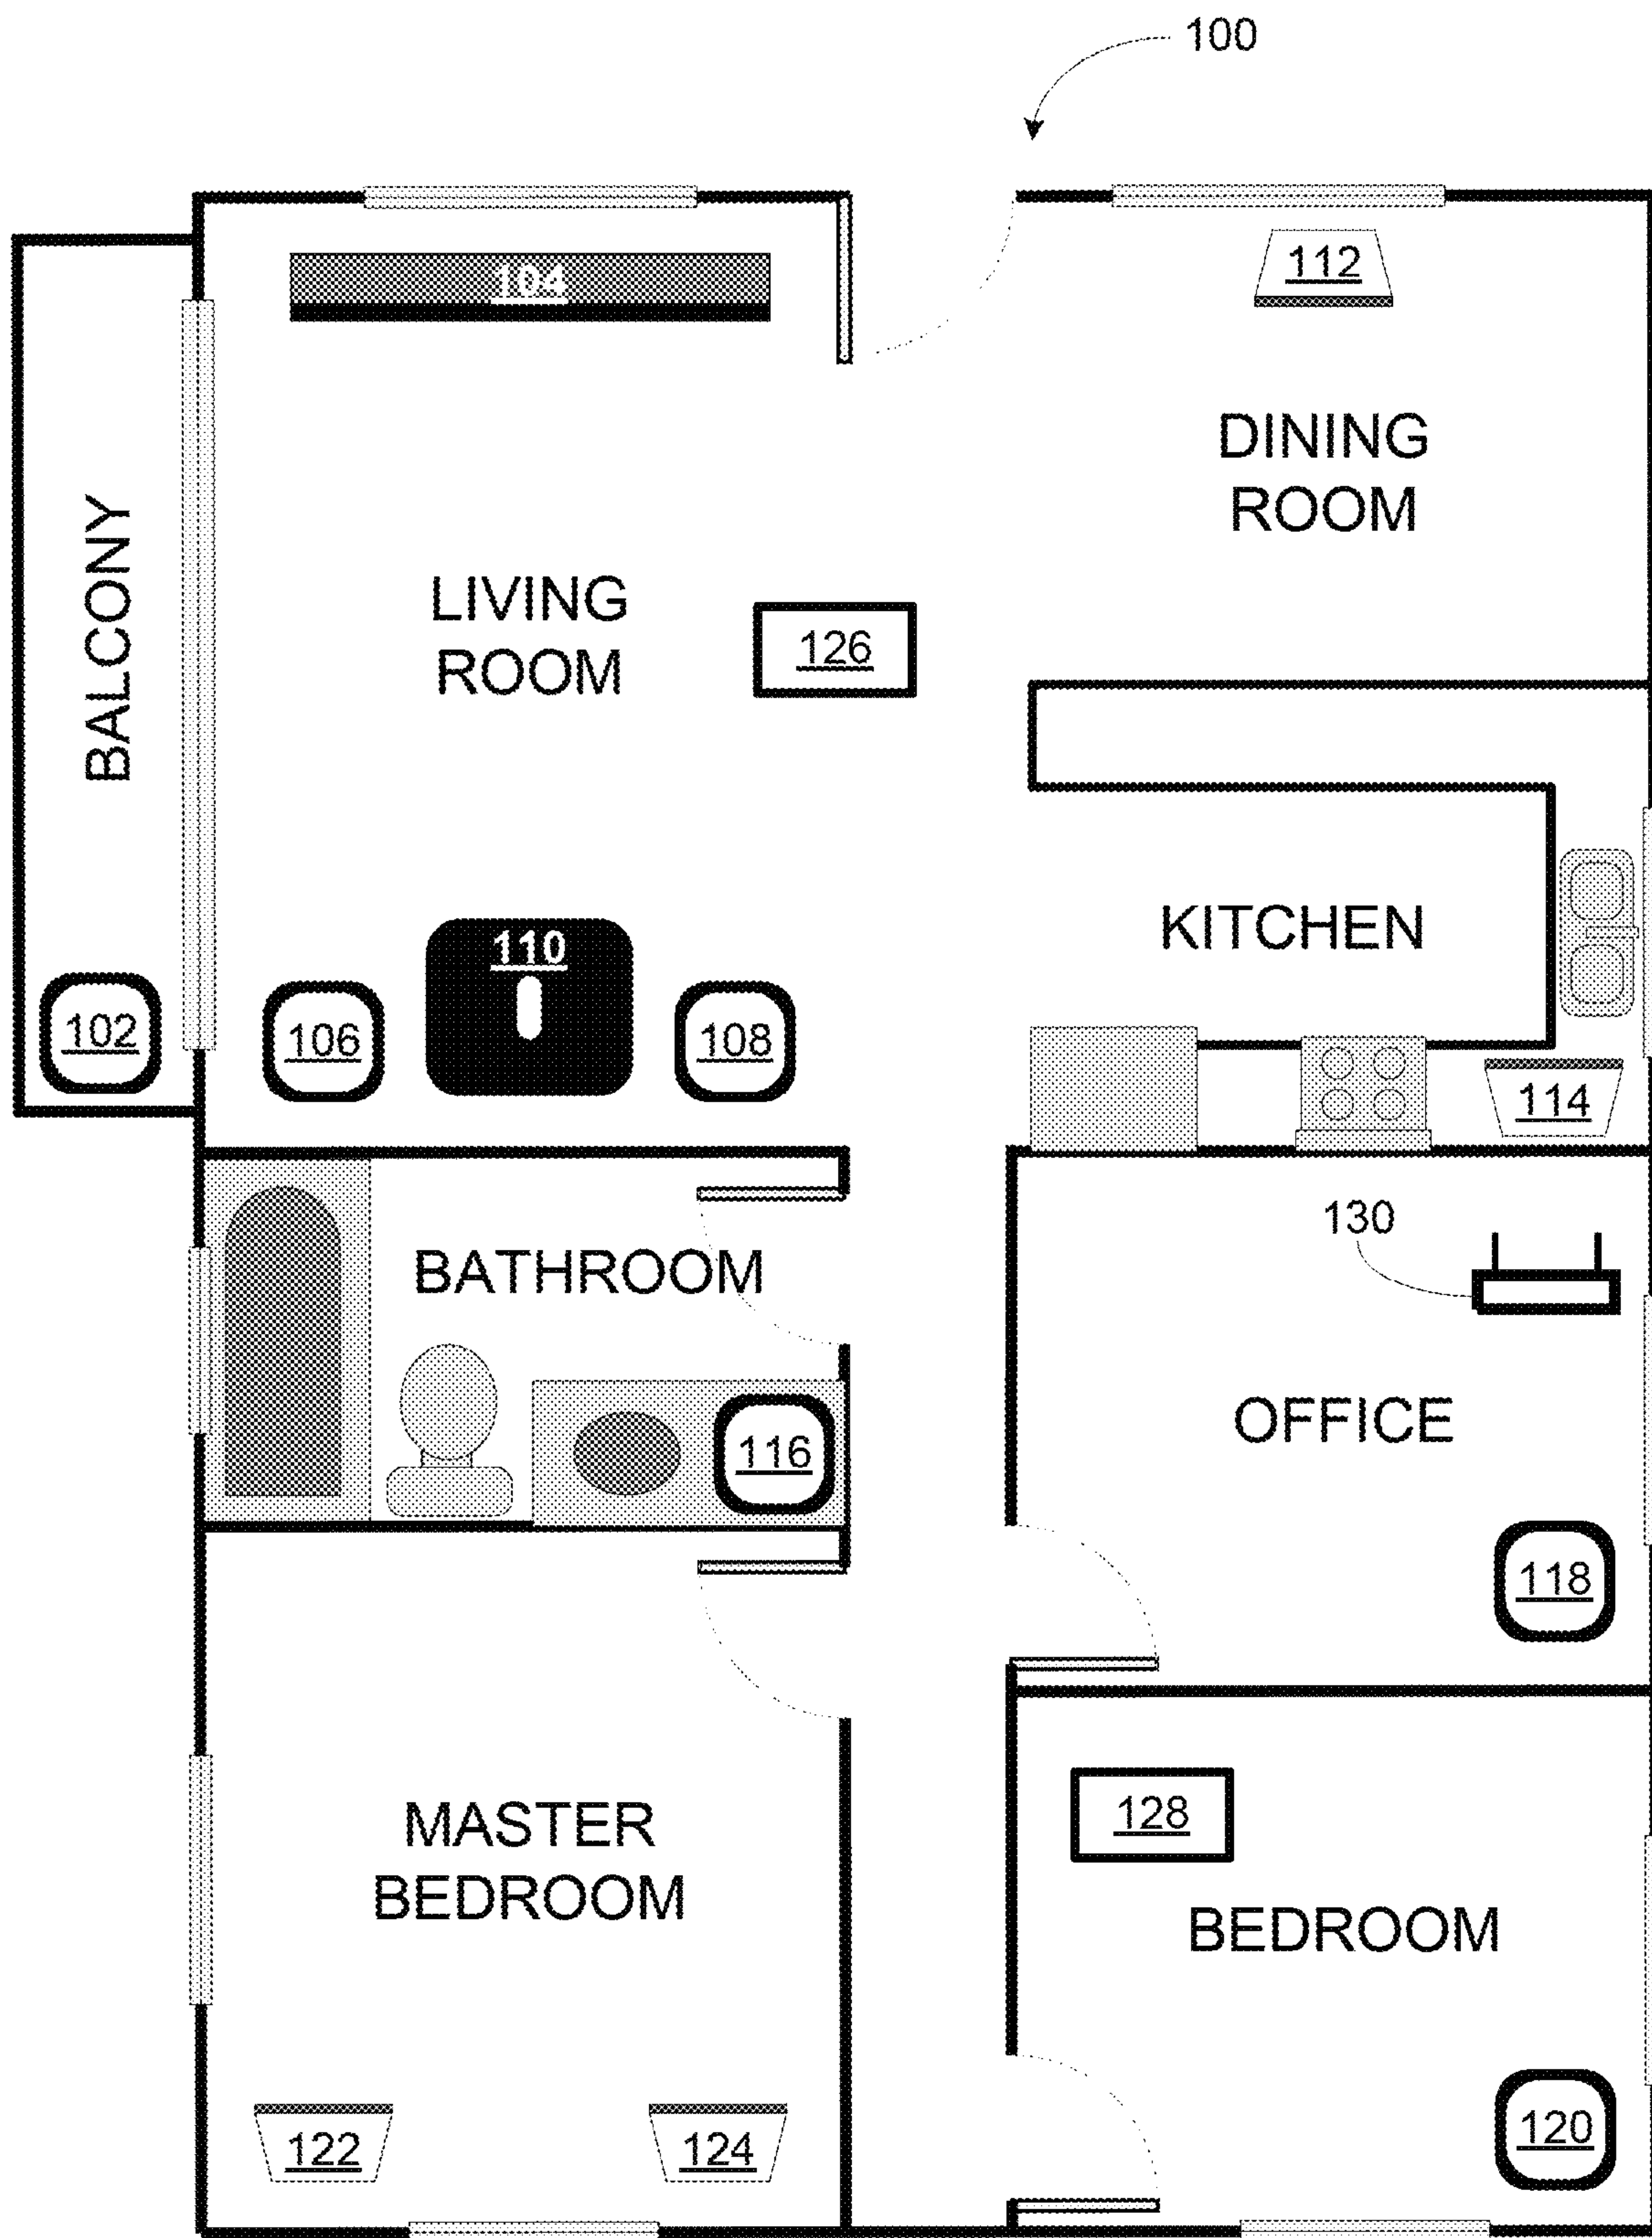 100
104
112
DINING
ROOM
BALCONY
LIVING
ROOM
126
KITCHEN
110
102
106
108
114
130
BATHROOM
OFFICE
116
118
128
MASTER
BEDROOM
BEDROOM
122
124
120